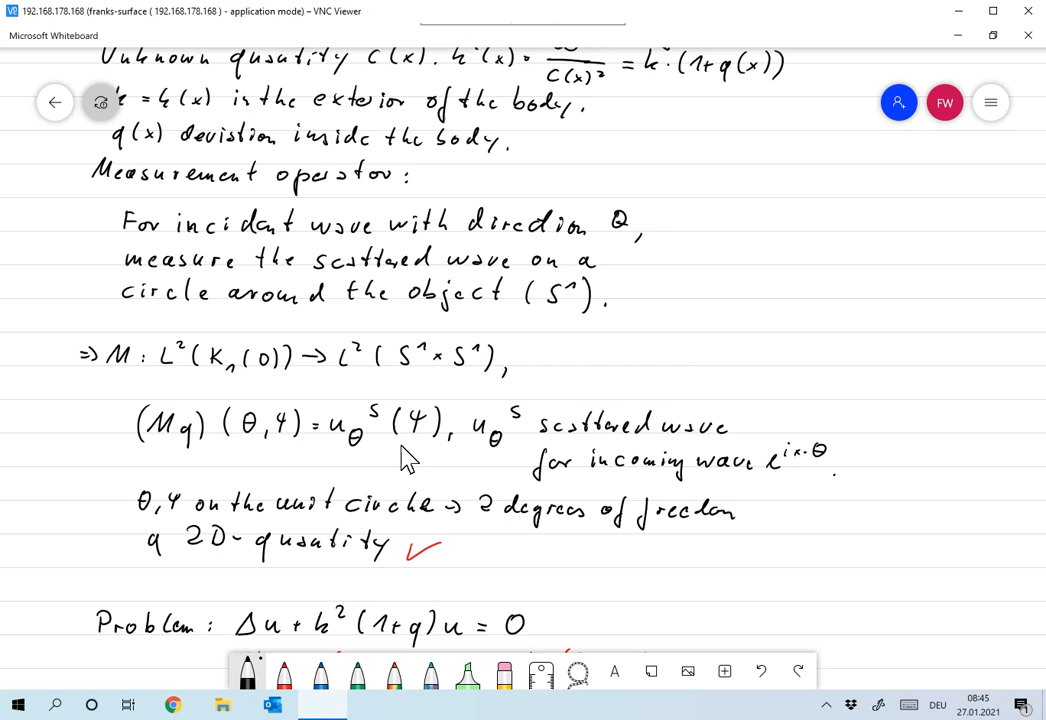 192.168.178.168 (franks-surface ( 192.168.178.168 ) - application mode) – VNC Viewer
Microsoft Whiteboard
Unknown quantity c(x). k²(x) = ω²/c(x)² = k²·(1+q(x))
k = k(x) in the exterior of the body.
q(x) deviation inside the body.
Measurement operator:
For incident wave with direction θ,
measure the scattered wave on a
circle around the object (S¹).
⇒ M : L²(K₁(0)) → L²(S¹×S¹),
(Mq)(θ,φ) = u_θ^s(φ), u_θ^s scattered wave
for incoming wave e^{ix·θ}.
θ,φ on the unit circle → 2 degrees of freedom
q 2D-quantity ✓
Problem: Δu + k²(1+q)u = 0
FW
A
DEU
08:45
27.01.2021